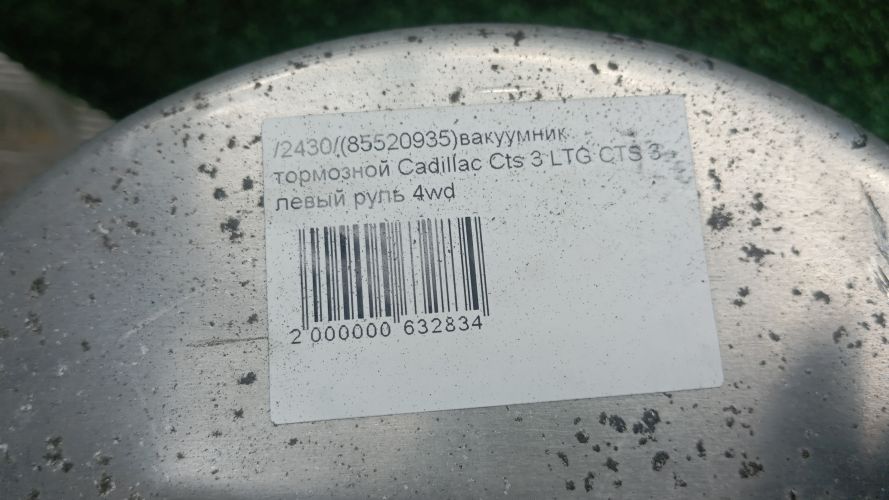 /2430/(85520935)вакуумник
тормозной Cadillac Cts 3 LTG CTS 3
левый руль 4wd
2 000000 632834